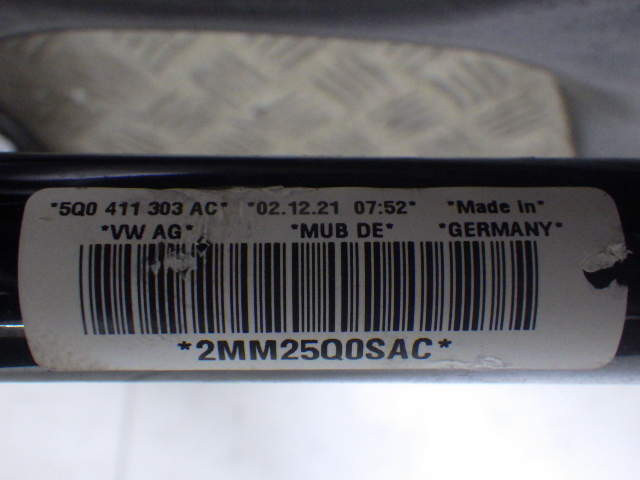 *5Q0 411 303 AC* *02.12.21 07:52* *Made in*
*VW AG* *MUB DE* *GERMANY*
*2MM25Q0SAC*